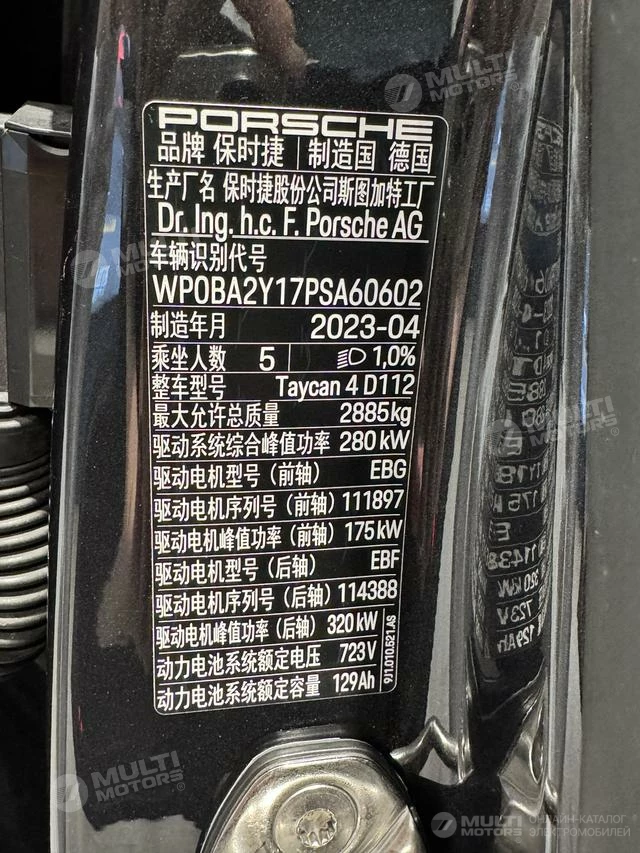 PORSCHE
品牌 保时捷 制造国 德国
生产厂名 保时捷股份公司斯图加特工厂
Dr. Ing. h.c. F. Porsche AG
车辆识别代号
WP0BA2Y17PSA60602
制造年月 2023-04
乘坐人数 5 1,0%
整车型号 Taycan 4 D112
最大允许总质量 2885kg
驱动系统综合峰值功率 280 kW
驱动电机型号（前轴） EBG
驱动电机序列号（前轴） 111897
驱动电机峰值功率（前轴） 175kW
驱动电机型号（后轴） EBF
驱动电机序列号（后轴） 114388
驱动电机峰值功率（后轴） 320 kW
动力电池系统额定电压 723V
动力电池系统额定容量 129Ah
9J1.010.521.AS
MULTI MOTORS®
MULTI MOTORS®
MULTI MOTORS
ОНЛАЙН-КАТАЛОГ
ЭЛЕКТРОМОБИЛЕЙ